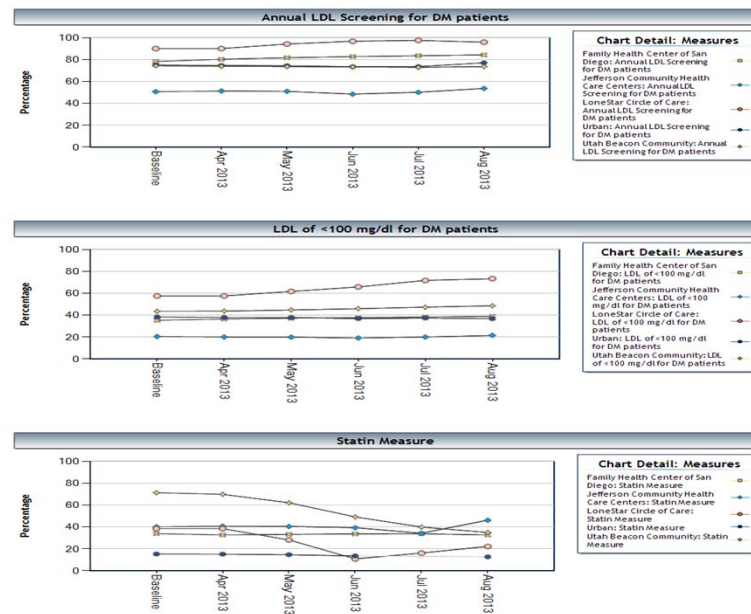 Annual LDL Screening for DM patients
100
80
60
40
20
0
Percentage
Baseline
Apr 2013
May 2013
Jun 2013
Jul 2013
Aug 2013
Chart Detail: Measures
Family Health Center of San
Diego: Annual LDL Screening
for DM patients
Jefferson Community Health
Care Centers: Annual LDL
Screening for DM patients
LoneStar Circle of Care:
Annual LDL Screening for
DM patients
Urban: Annual LDL Screening
for DM patients
Utah Beacon Community: Annual
LDL Screening for DM patients
LDL of <100 mg/dl for DM patients
100
80
60
40
20
0
Percentage
Baseline
Apr 2013
May 2013
Jun 2013
Jul 2013
Aug 2013
Chart Detail: Measures
Family Health Center of San
Diego: LDL of <100 mg/dl
for DM patients
Jefferson Community Health
Care Centers: LDL of <100
mg/dl for DM patients
LoneStar Circle of Care:
LDL of <100 mg/dl for DM
patients
Urban: LDL of <100 mg/dl for
DM patients
Utah Beacon Community: LDL
of <100 mg/dl for DM patients
Statin Measure
100
80
60
40
20
0
Percentage
Baseline
Apr 2013
May 2013
Jun 2013
Jul 2013
Aug 2013
Chart Detail: Measures
Family Health Center of San
Diego: Statin Measure
Jefferson Community Health
Care Centers: Statin Measure
LoneStar Circle of Care:
Statin Measure
Urban: Statin Measure
Utah Beacon Community: Statin
Measure